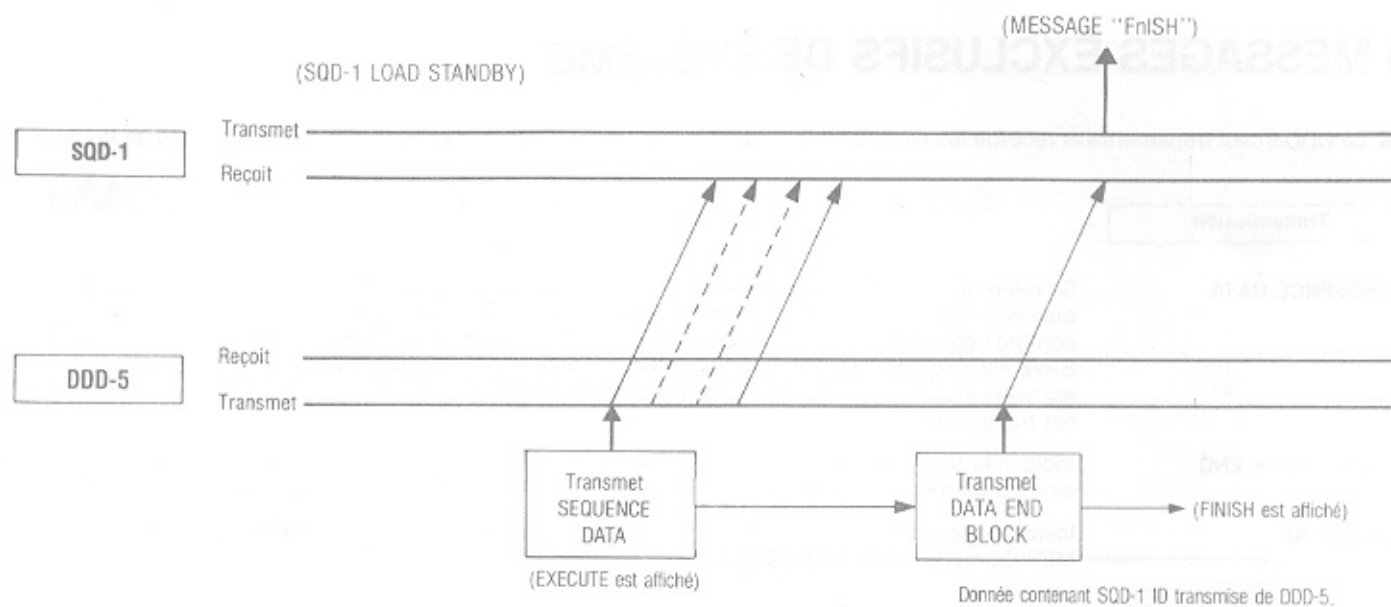 (MESSAGE "FnISH")
(SQD-1 LOAD STANDBY)
Transmet
SQD-1
Reçoit
Reçoit
DDD-5
Transmet
Transmet
SEQUENCE
DATA
Transmet
DATA END
BLOCK
(FINISH est affiché)
(EXECUTE est affiché)
Donnée contenant SQD-1 ID transmise de DDD-5.